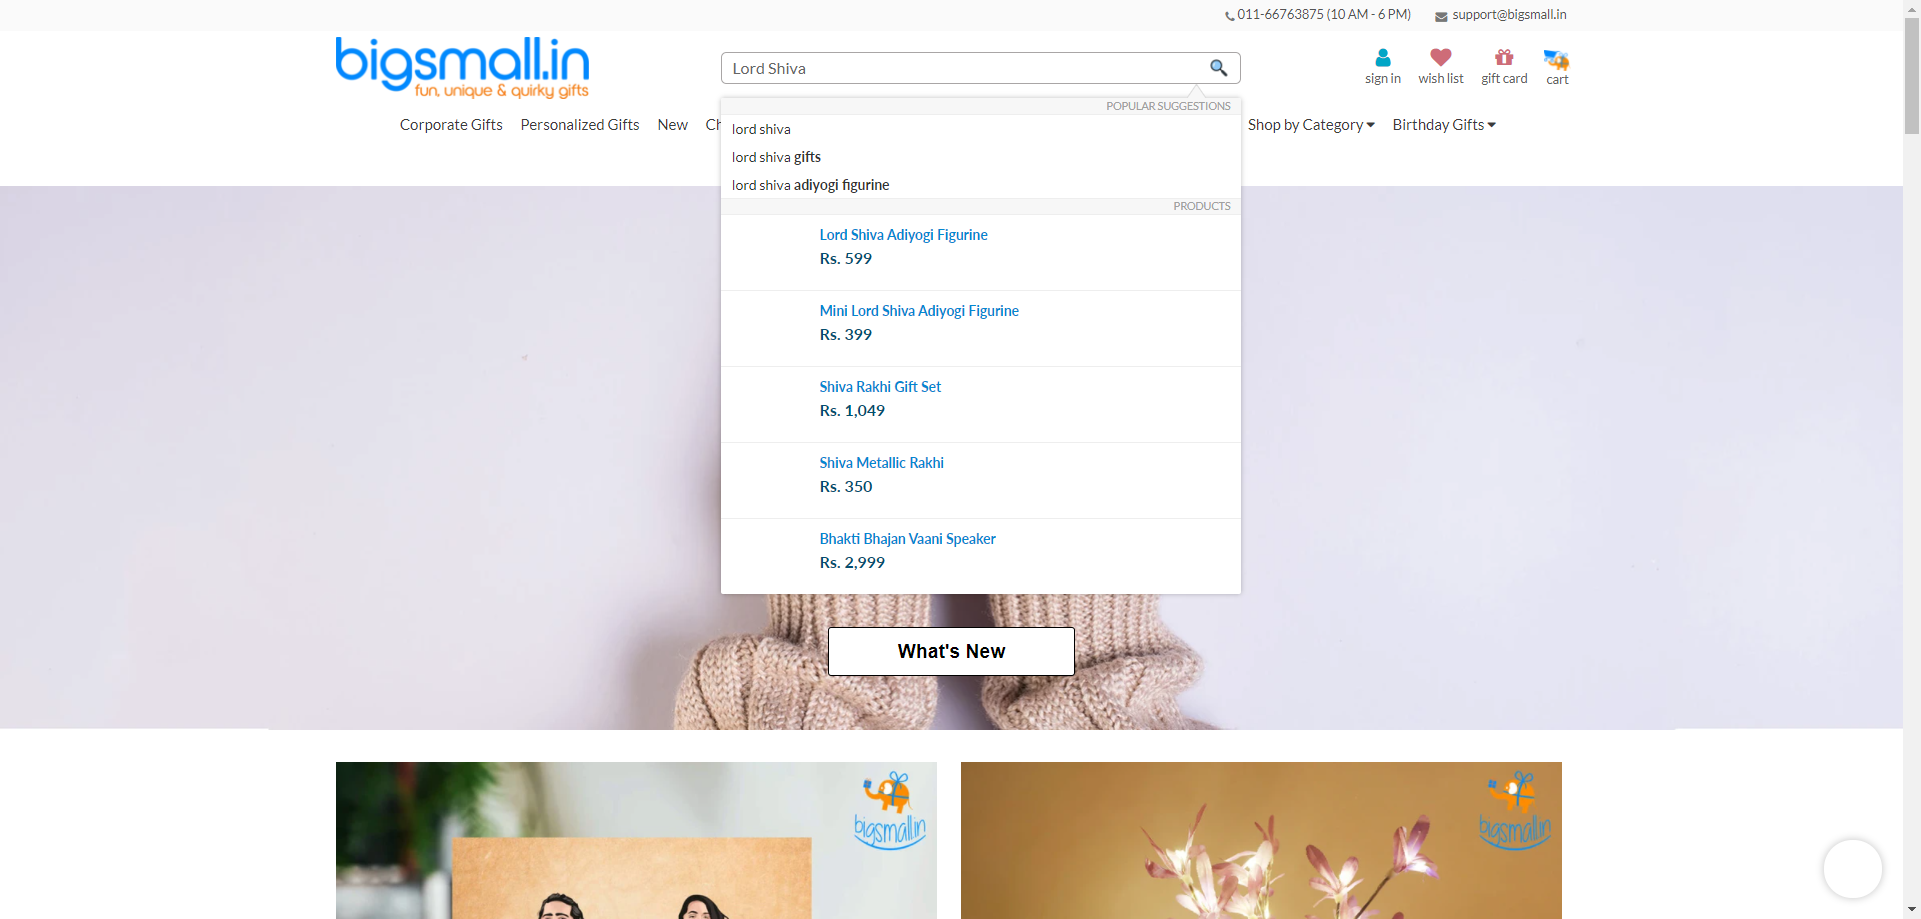 011-66763875 (10 AM - 6 PM) support@bigsmall.in
bigsmall.in
fun, unique & quirky gifts
Lord Shiva
sign in wish list gift card cart
Corporate Gifts Personalized Gifts New Ch Shop by Category Birthday Gifts
POPULAR SUGGESTIONS
lord shiva
lord shiva gifts
lord shiva adiyogi figurine
PRODUCTS
Lord Shiva Adiyogi Figurine
Rs. 599
Mini Lord Shiva Adiyogi Figurine
Rs. 399
Shiva Rakhi Gift Set
Rs. 1,049
Shiva Metallic Rakhi
Rs. 350
Bhakti Bhajan Vaani Speaker
Rs. 2,999
What's New
bigsmall.in
bigsmall.in